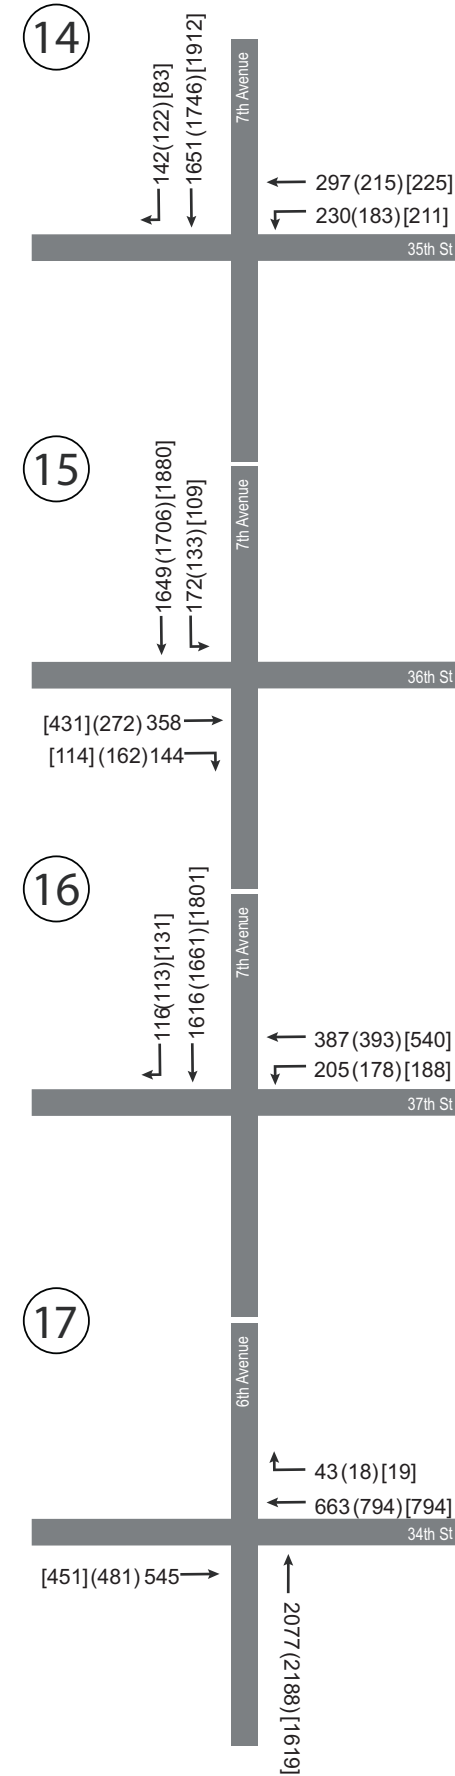 14
142(122)[83]
1651(1746)[1912]
7th Avenue
297(215)[225]
230(183)[211]
35th St
15
1649(1706)[1880]
172(133)[109]
7th Avenue
36th St
[431](272)358
[114](162)144
16
116(113)[131]
1616(1661)[1801]
7th Avenue
387(393)[540]
205(178)[188]
37th St
17
6th Avenue
43(18)[19]
663(794)[794]
34th St
[451](481)545
2077(2188)[1619]